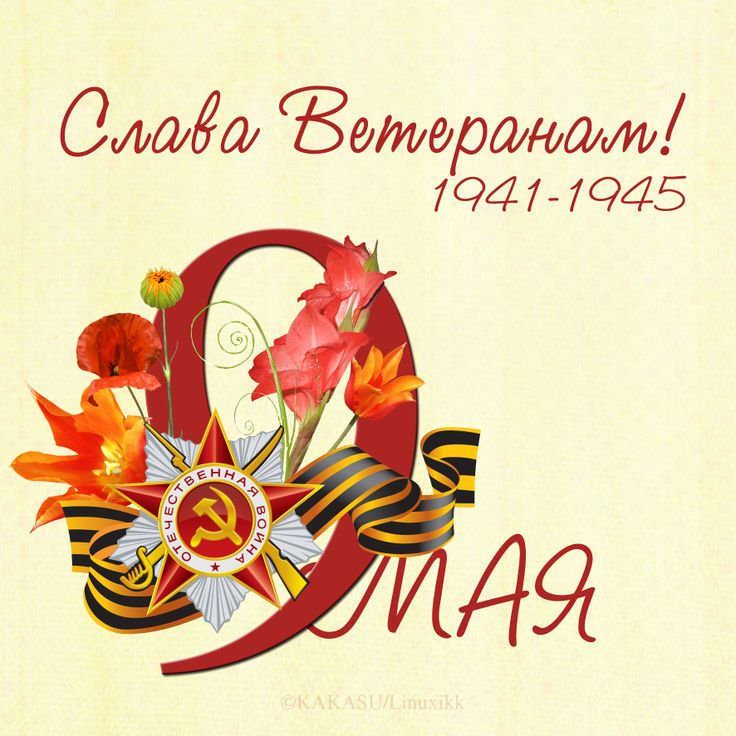 Слава Ветеранам!
1941-1945
9
МАЯ
ОТЕЧЕСТВЕННАЯ ВОЙНА
©KAKASU/Linuxikk